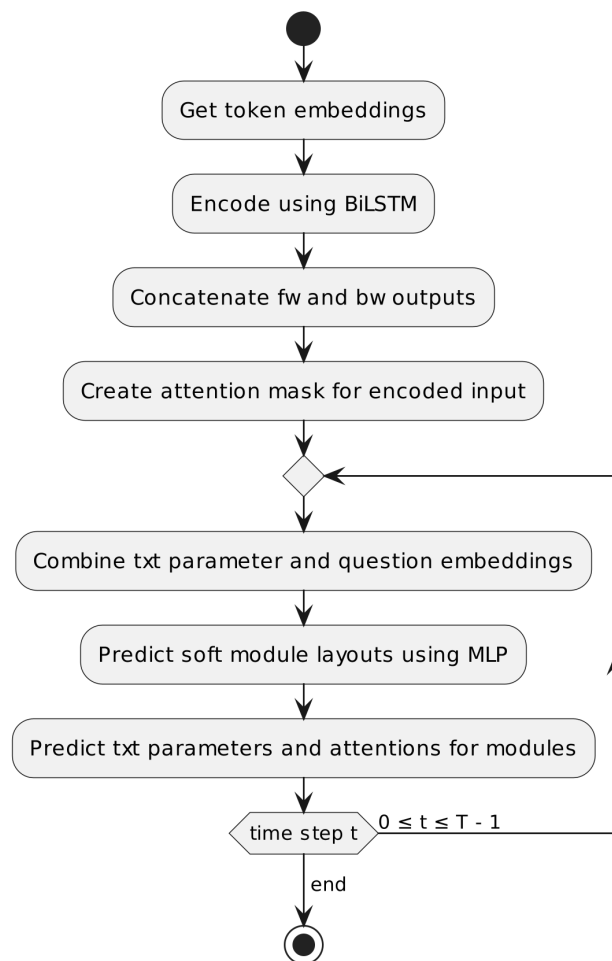 Get token embeddings
Encode using BiLSTM
Concatenate fw and bw outputs
Create attention mask for encoded input
Combine txt parameter and question embeddings
Predict soft module layouts using MLP
Predict txt parameters and attentions for modules
time step t
0 ≤ t ≤ T - 1
end